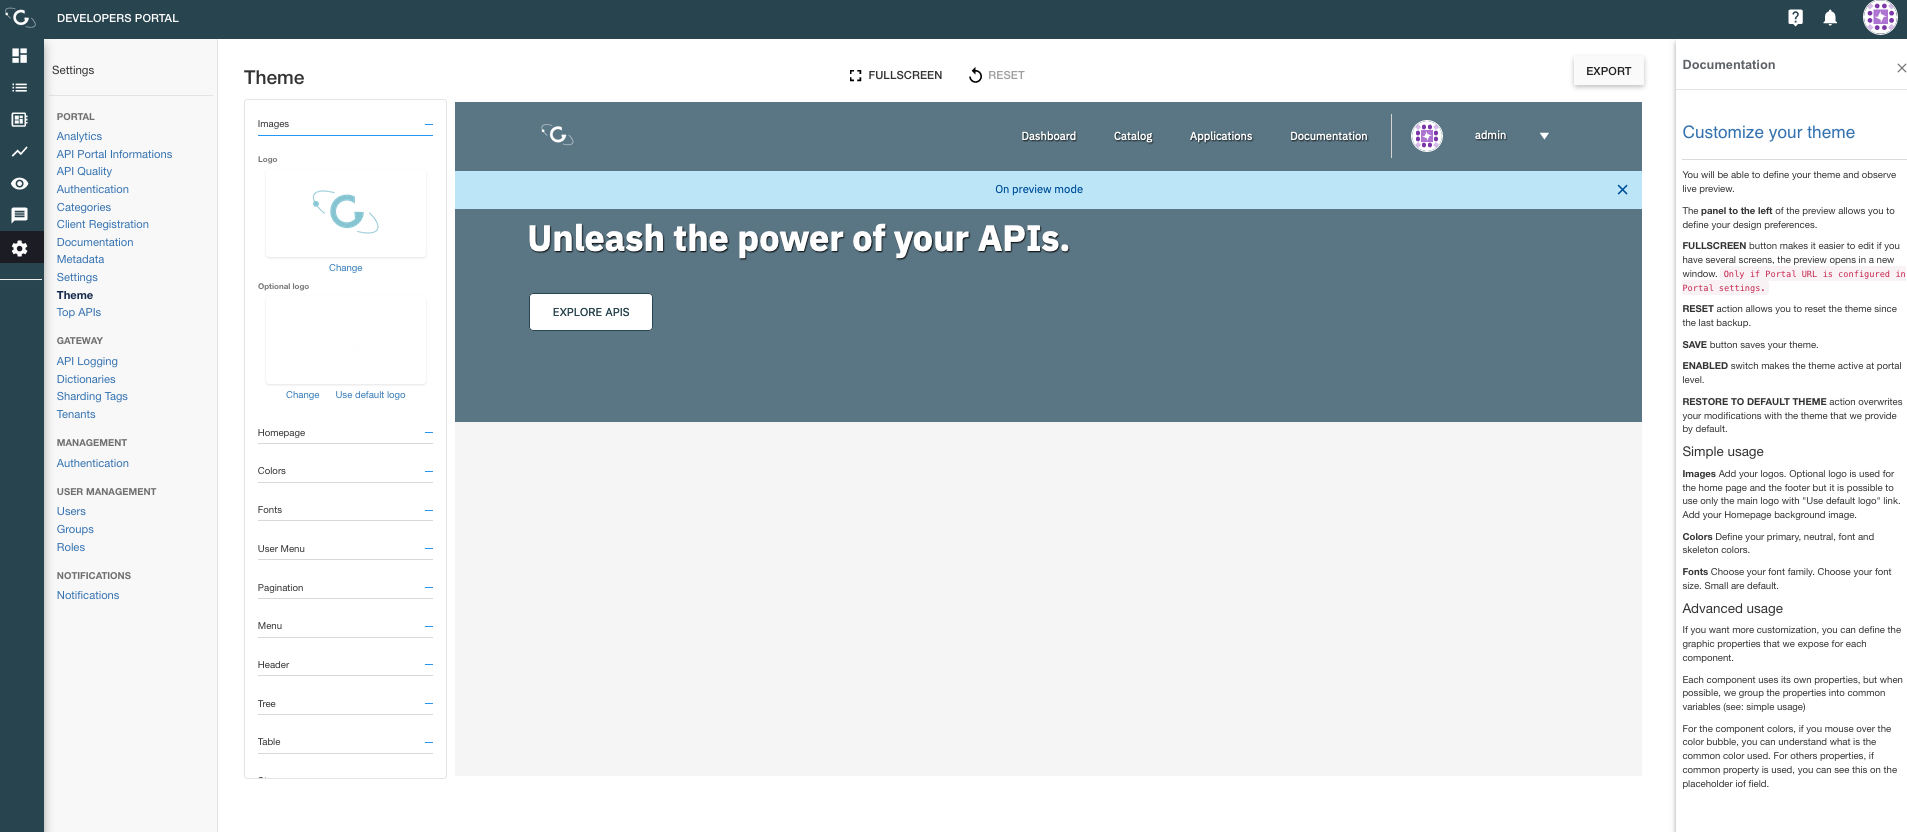 DEVELOPERS PORTAL
Settings
PORTAL
Analytics
API Portal Informations
API Quality
Authentication
Categories
Client Registration
Documentation
Metadata
Settings
Theme
Top APIs
GATEWAY
API Logging
Dictionaries
Sharding Tags
Tenants
MANAGEMENT
Authentication
USER MANAGEMENT
Users
Groups
Roles
NOTIFICATIONS
Notifications
Theme
FULLSCREEN
RESET
EXPORT
Images
Logo
Change
Optional logo
Change
Use default logo
Homepage
Colors
Fonts
User Menu
Pagination
Menu
Header
Tree
Table
Dashboard
Catalog
Applications
Documentation
admin
On preview mode
Unleash the power of your APIs.
EXPLORE APIS
Documentation
Customize your theme
You will be able to define your theme and observe
live preview.
The panel to the left of the preview allows you to
define your design preferences.
FULLSCREEN button makes it easier to edit if you
have several screens, the preview opens in a new
window. Only if Portal URL is configured in
Portal settings.
RESET action allows you to reset the theme since
the last backup.
SAVE button saves your theme.
ENABLED switch makes the theme active at portal
level.
RESTORE TO DEFAULT THEME action overwrites
your modifications with the theme that we provide
by default.
Simple usage
Images Add your logos. Optional logo is used for
the home page and the footer but it is possible to
use only the main logo with "Use default logo" link.
Add your Homepage background image.
Colors Define your primary, neutral, font and
skeleton colors.
Fonts Choose your font family. Choose your font
size. Small are default.
Advanced usage
If you want more customization, you can define the
graphic properties that we expose for each
component.
Each component uses its own properties, but when
possible, we group the properties into common
variables (see: simple usage)
For the component colors, if you mouse over the
color bubble, you can understand what is the
common color used. For others properties, if
common property is used, you can see this on the
placeholder iof field.